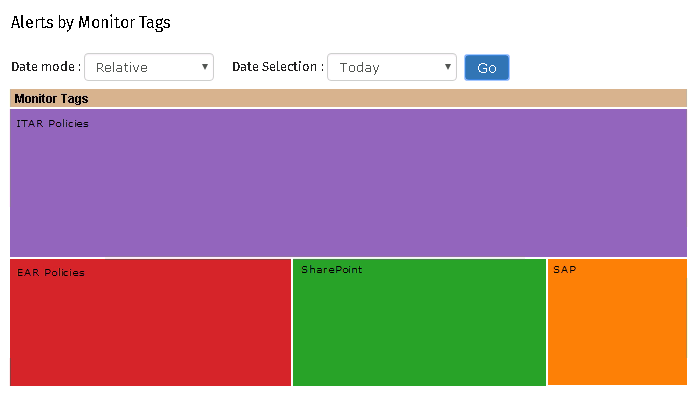 Alerts by Monitor Tags
Date mode : Relative Date Selection : Today Go
Monitor Tags
ITAR Policies
EAR Policies SharePoint SAP